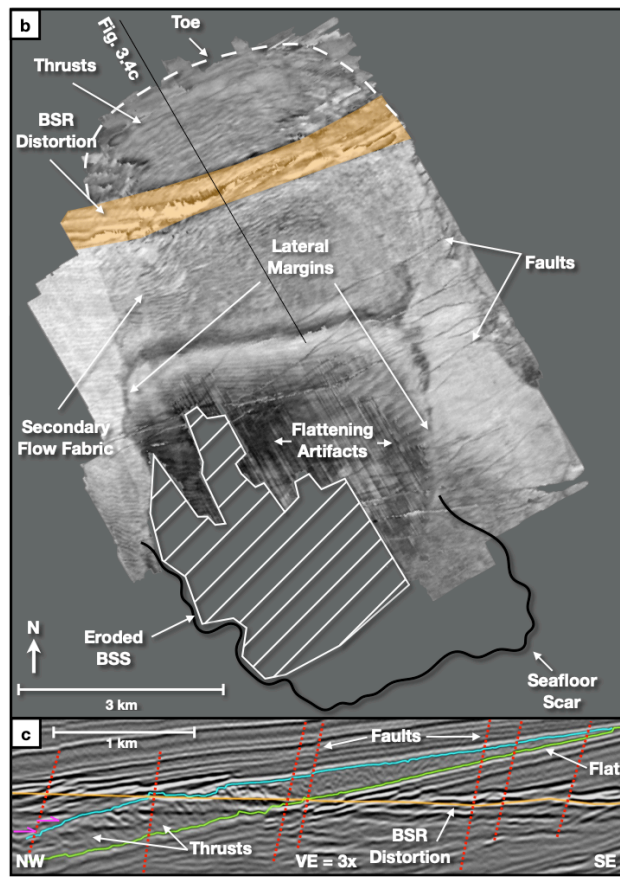 b
Toe
Fig. 3.4c
Thrusts
BSR
Distortion
Lateral
Margins
Faults
Secondary
Flow Fabric
Flattening
Artifacts
N
Eroded
BSS
3 km
Seafloor
Scar
c
1 km
Faults
Flat
Thrusts
BSR
Distortion
NW
VE = 3x
SE